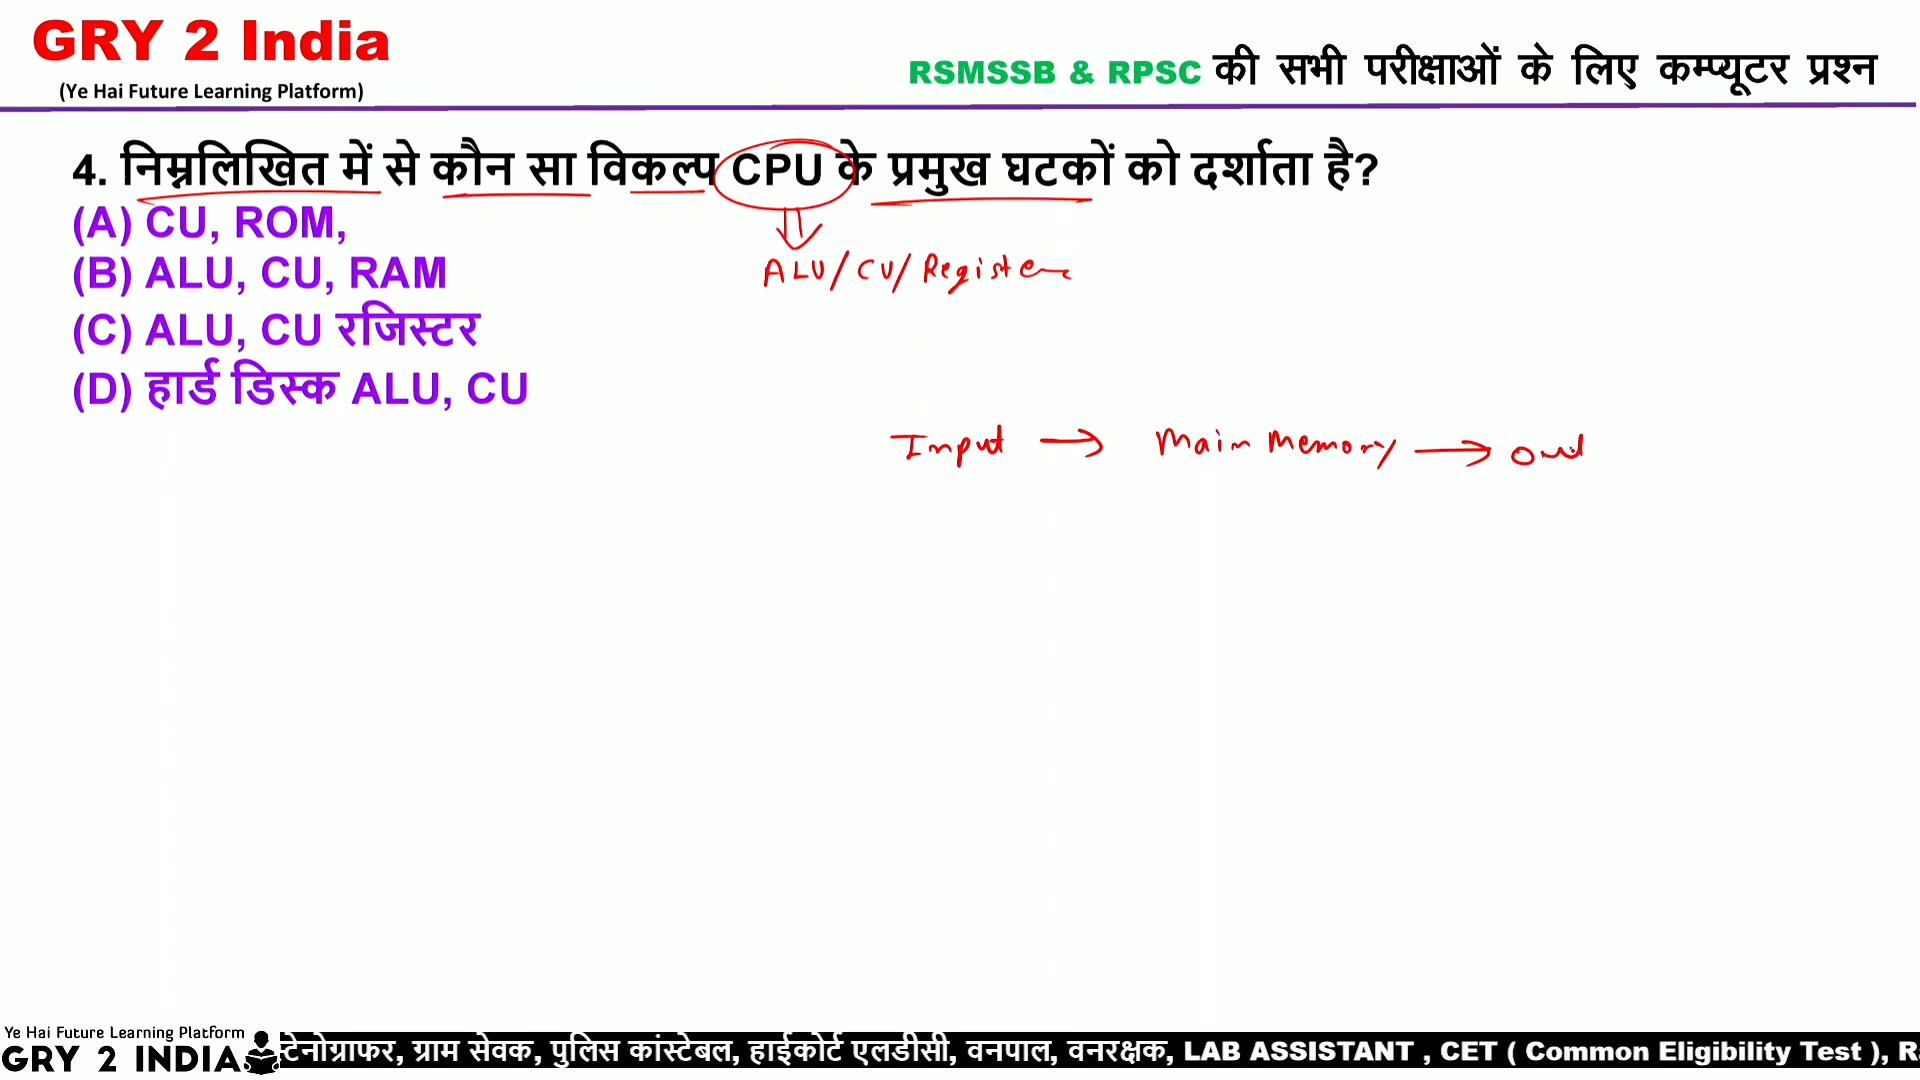 GRY 2 India
(Ye Hai Future Learning Platform)
RSMSSB & RPSC की सभी परीक्षाओं के लिए कम्प्यूटर प्रश्न
4. निम्नलिखित में से कौन सा विकल्प CPU के प्रमुख घटकों को दर्शाता है?
(A) CU, ROM,
(B) ALU, CU, RAM
(C) ALU, CU रजिस्टर
(D) हार्ड डिस्क ALU, CU
ALU/CU/Register
Input → Main Memory → Out
Ye Hai Future Learning Platform
GRY 2 INDIA
स्टेनोग्राफर, ग्राम सेवक, पुलिस कांस्टेबल, हाईकोर्ट एलडीसी, वनपाल, वनरक्षक, LAB ASSISTANT , CET ( Common Eligibility Test ),